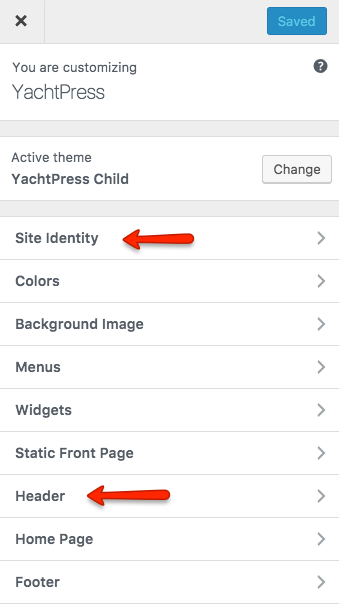 Saved
You are customizing
YachtPress
Active theme
YachtPress Child
Change
Site Identity
Colors
Background Image
Menus
Widgets
Static Front Page
Header
Home Page
Footer